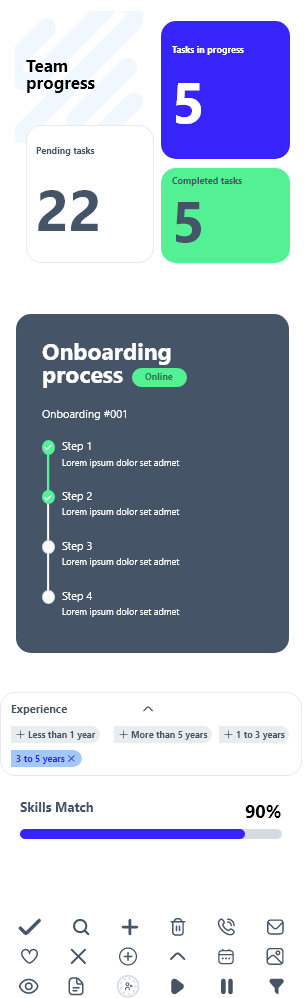 Team
progress
Tasks in progress
5
Pending tasks
22
Completed tasks
5
Onboarding
process
Online
Onboarding #001
Step 1
Lorem ipsum dolor set admet
Step 2
Lorem ipsum dolor set admet
Step 3
Lorem ipsum dolor set admet
Step 4
Lorem ipsum dolor set admet
Experience
Less than 1 year
More than 5 years
1 to 3 years
3 to 5 years
Skills Match
90%